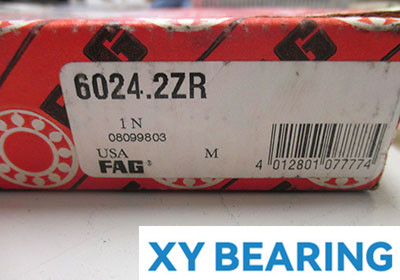 6024.2ZR
1 N
08099803
USA M
FAG
4 012801 077774
XY BEARING